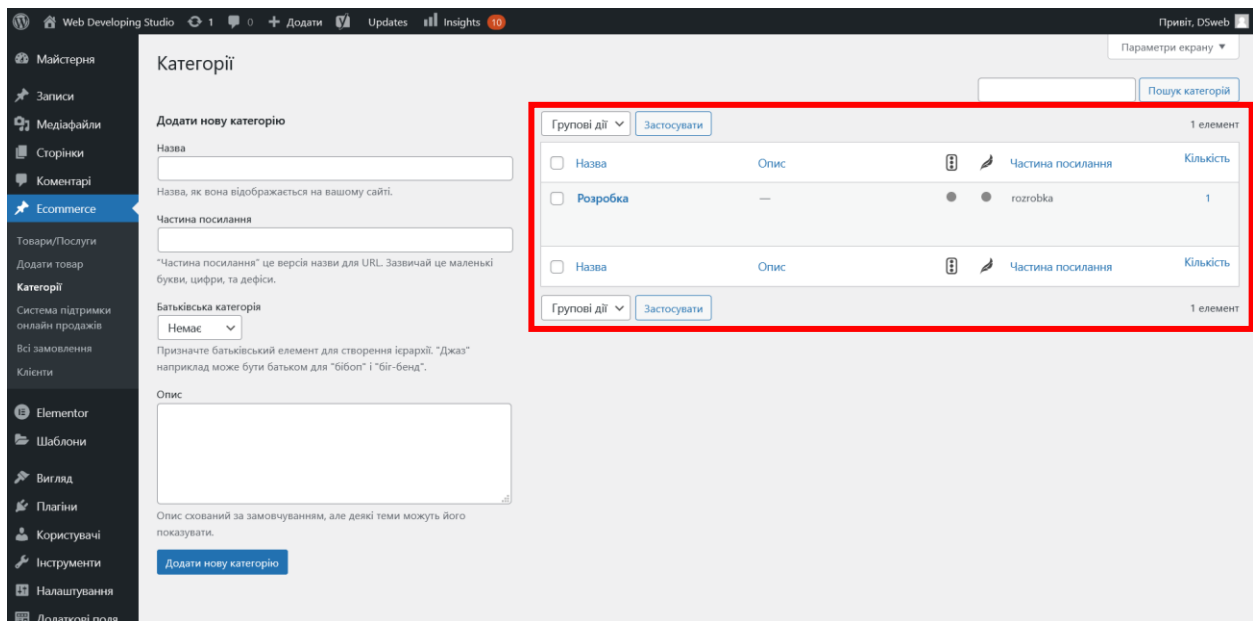 Web Developing Studio 1 0 + Додати Updates Insights 10 Привіт, DSweb
Параметри екрану
Майстерня
Записи
Медіафайли
Сторінки
Коментарі
Ecommerce
Товари/Послуги
Додати товар
Категорії
Система підтримки
онлайн продажів
Всі замовлення
Клієнти
Elementor
Шаблони
Вигляд
Плагіни
Користувачі
Інструменти
Налаштування
Додаткові поля
Категорії
Пошук категорій
Додати нову категорію
Назва
Назва, як вона відображається на вашому сайті.
Частина посилання
"Частина посилання" це версія назви для URL. Зазвичай це маленькі
букви, цифри, та дефіси.
Батьківська категорія
Немає
Призначте батьківський елемент для створення ієрархії. "Джаз"
наприклад може бути батьком для "бібоп" і "біг-бенд".
Опис
Опис схований за замовчуванням, але деякі теми можуть його
показувати.
Додати нову категорію
Групові дії Застосувати 1 елемент
Назва Опис Частина посилання Кількість
Розробка — rozrobka 1
Назва Опис Частина посилання Кількість
Групові дії Застосувати 1 елемент